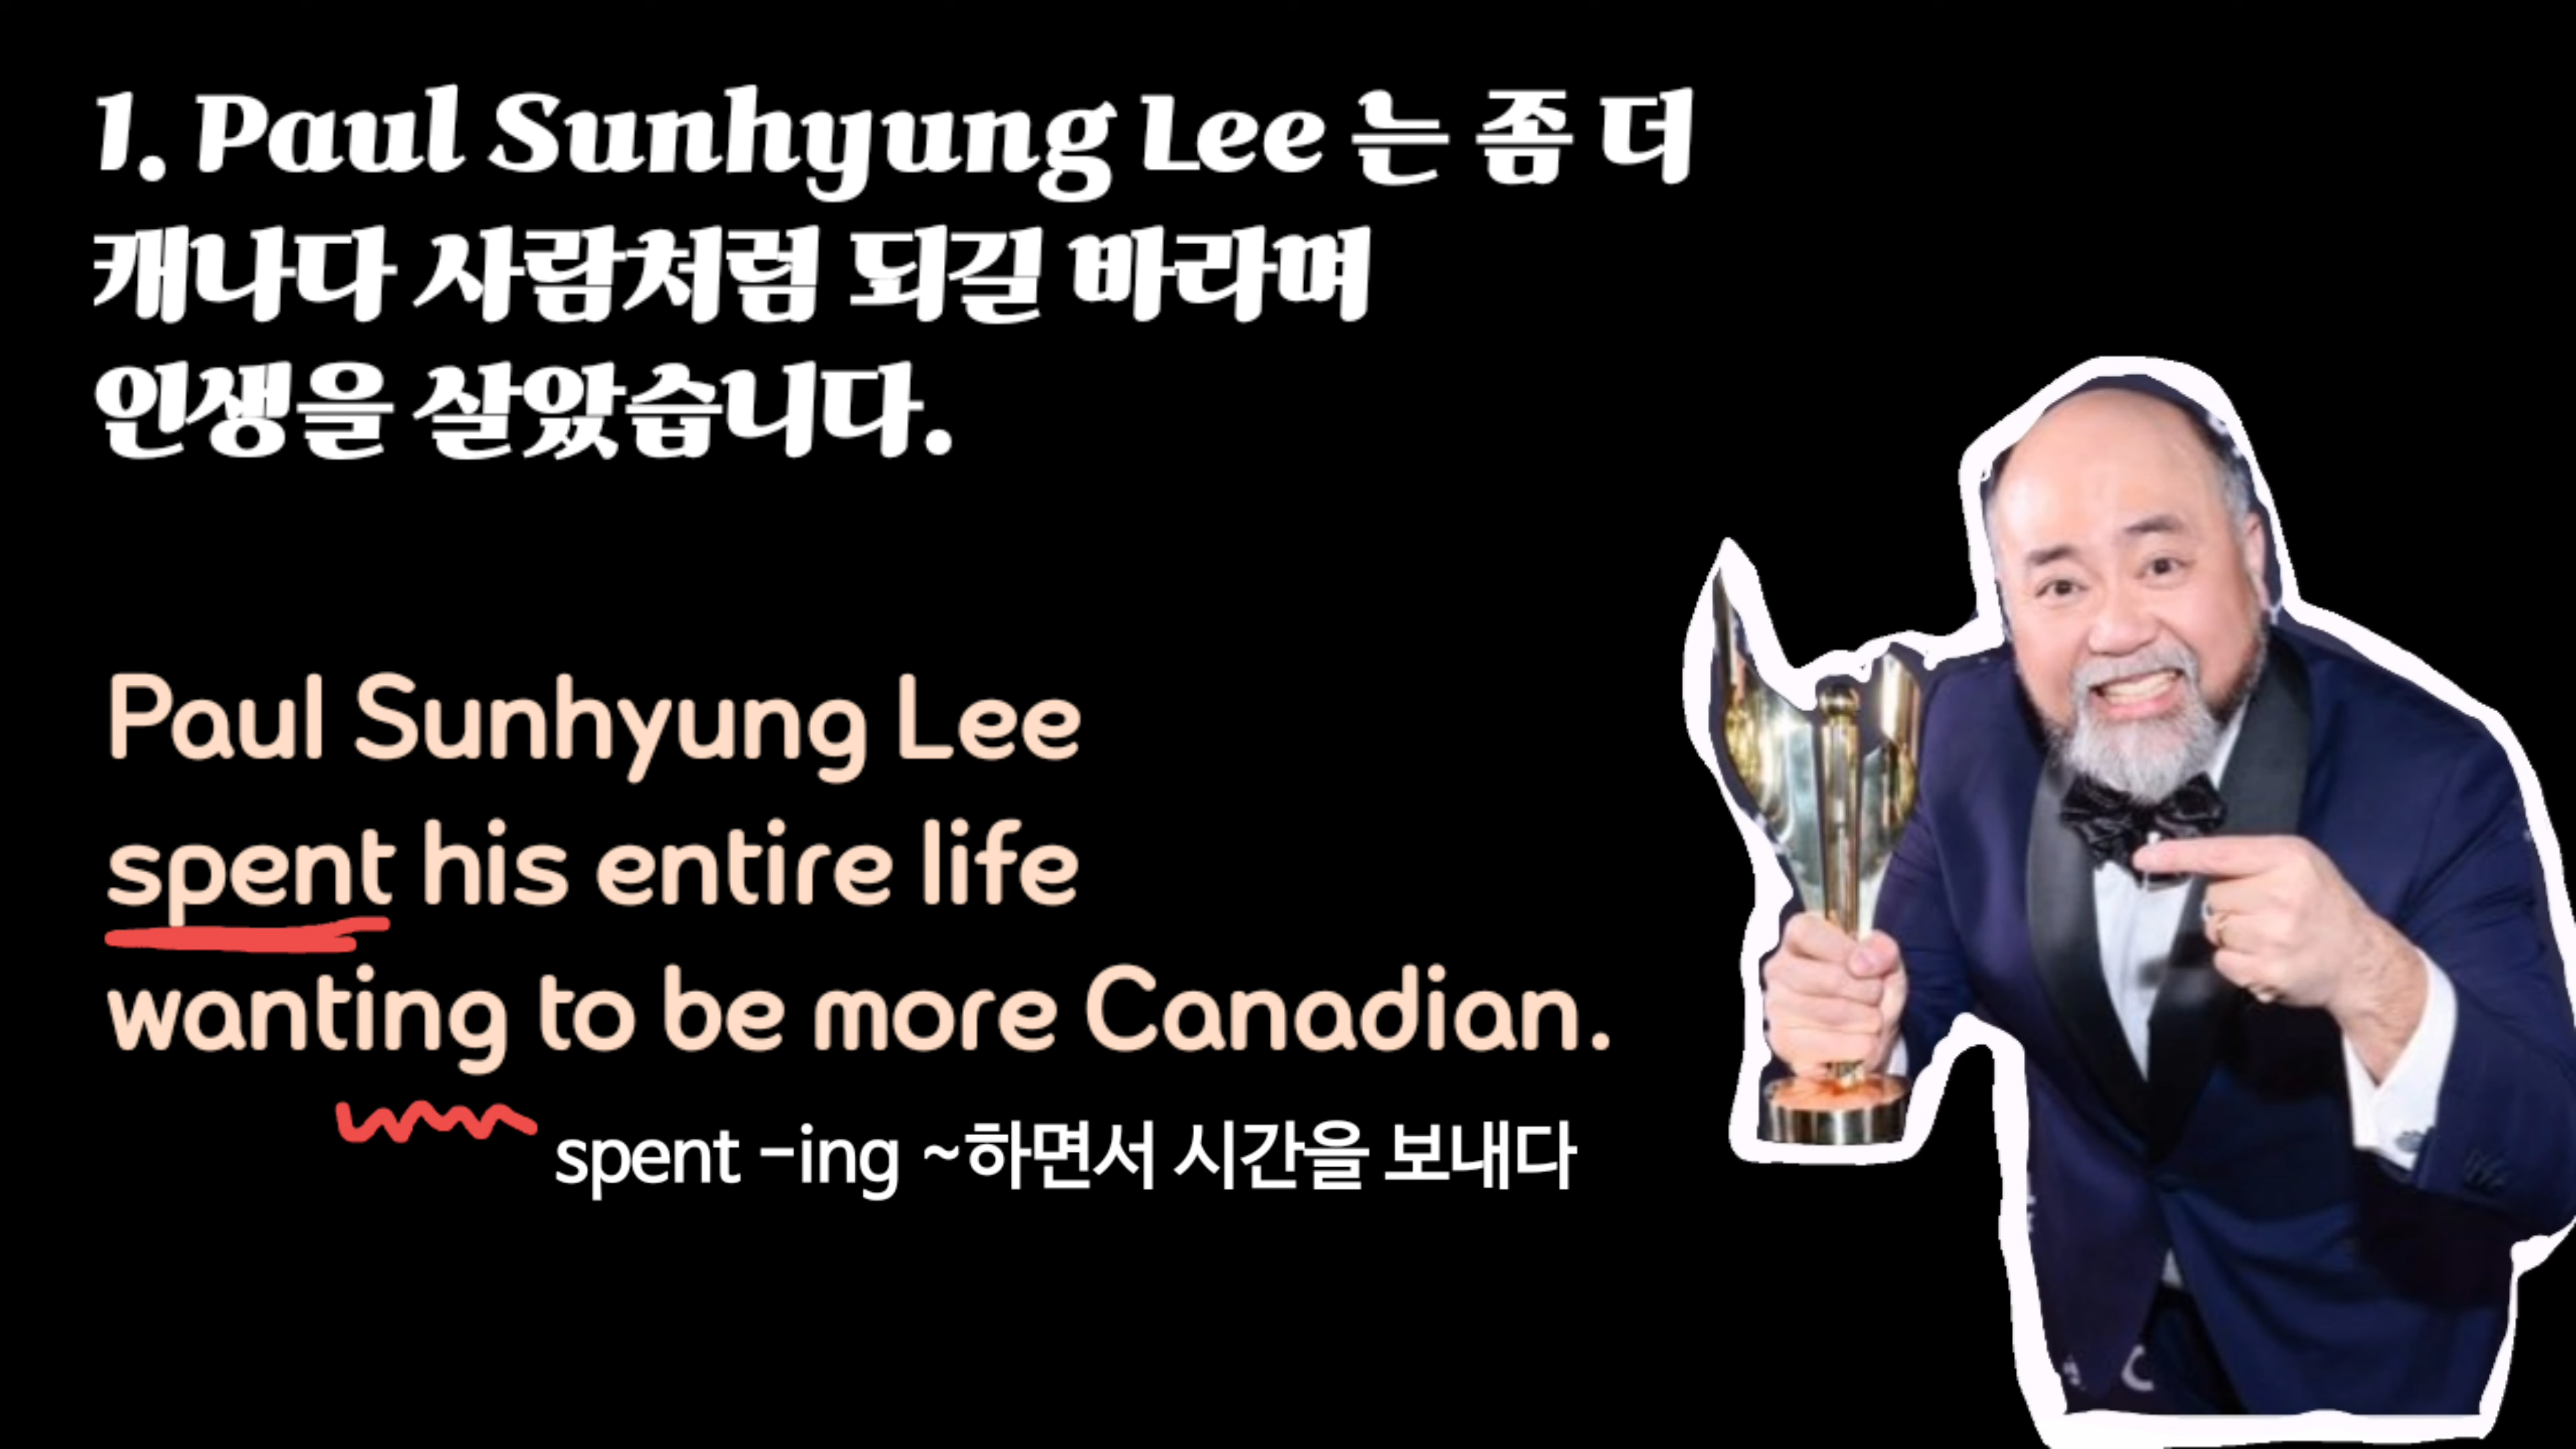 1. Paul Sunhyung Lee 는 좀 더
캐나다 사람처럼 되길 바라며
인생을 살았습니다.
Paul Sunhyung Lee
spent his entire life
wanting to be more Canadian.
spent -ing ~하면서 시간을 보내다